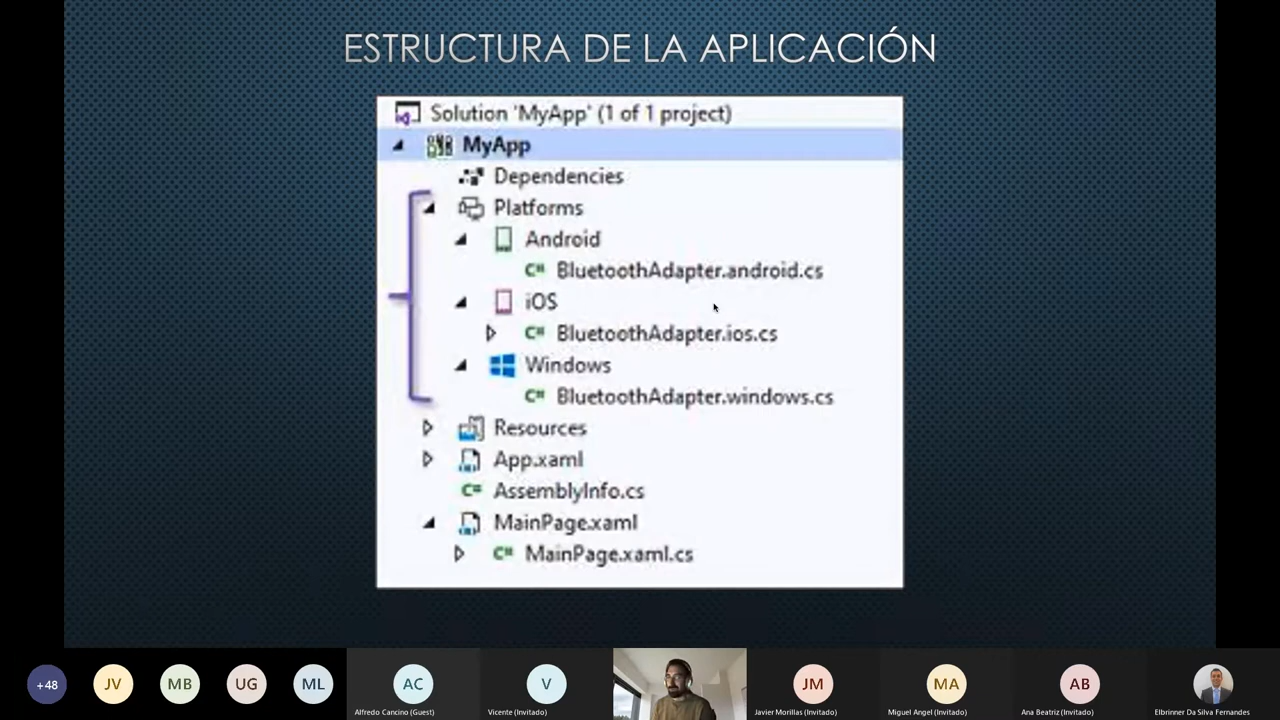 ESTRUCTURA DE LA APLICACIÓN
Solution 'MyApp' (1 of 1 project)
MyApp
Dependencies
Platforms
Android
C# BluetoothAdapter.android.cs
iOS
C# BluetoothAdapter.ios.cs
Windows
C# BluetoothAdapter.windows.cs
Resources
App.xaml
C# AssemblyInfo.cs
MainPage.xaml
C# MainPage.xaml.cs
+48 JV MB UG ML AC V JM MA AB
Alfredo Cancino (Guest) Vicente (Invitado) Javier Morillas (Invitado) Miguel Angel (Invitado) Ana Beatriz (Invitado) Elbrinner Da Silva Fernandes